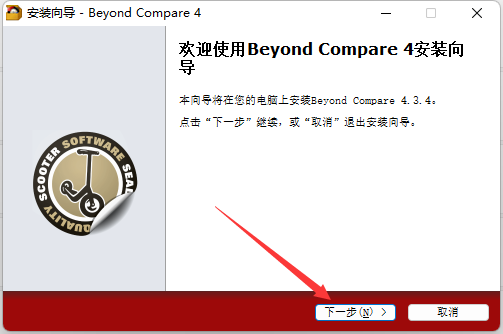 安装向导 - Beyond Compare 4
欢迎使用Beyond Compare 4安装向
导
本向导将在您的电脑上安装Beyond Compare 4.3.4。
点击“下一步”继续，或“取消”退出安装向导。
SCOOTER SOFTWARE SEAL
QUALITY
下一步(N) >
取消